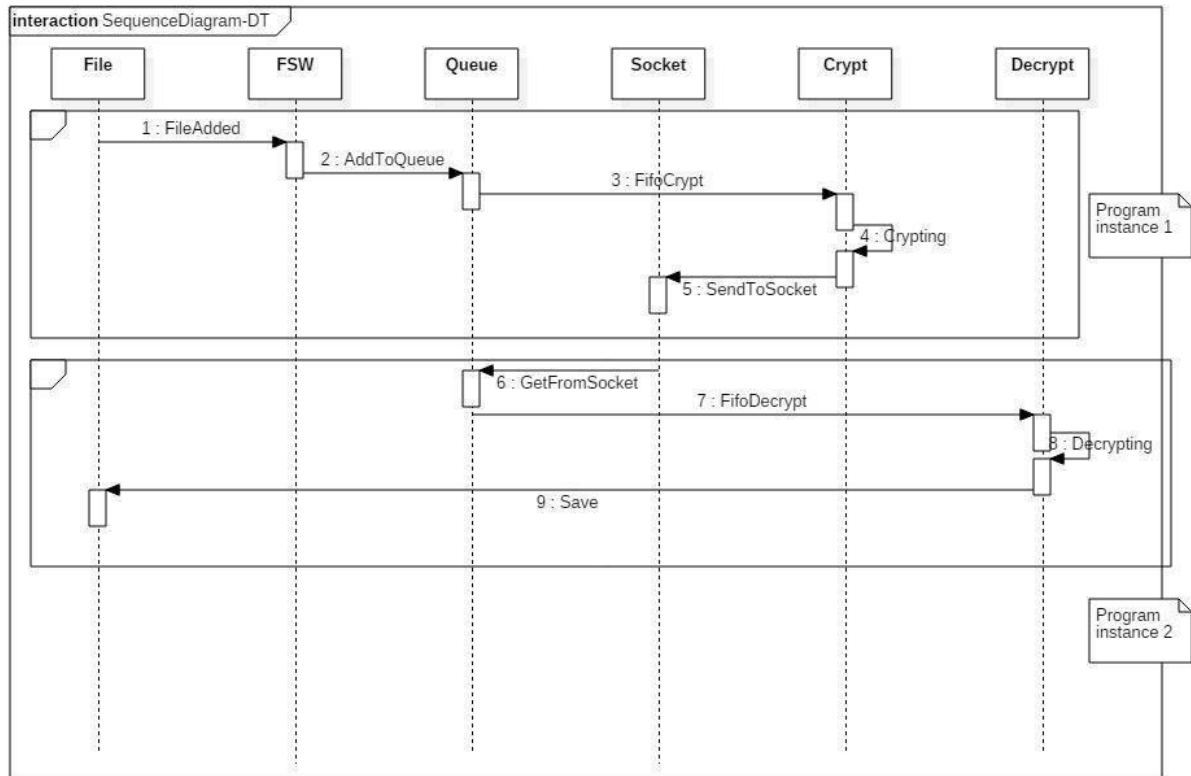 interaction SequenceDiagram-DT
File
FSW
Queue
Socket
Crypt
Decrypt
1 : FileAdded
2 : AddToQueue
3 : FifoCrypt
Program
instance 1
4 : Crypting
5 : SendToSocket
6 : GetFromSocket
7 : FifoDecrypt
8 : Decrypting
9 : Save
Program
instance 2